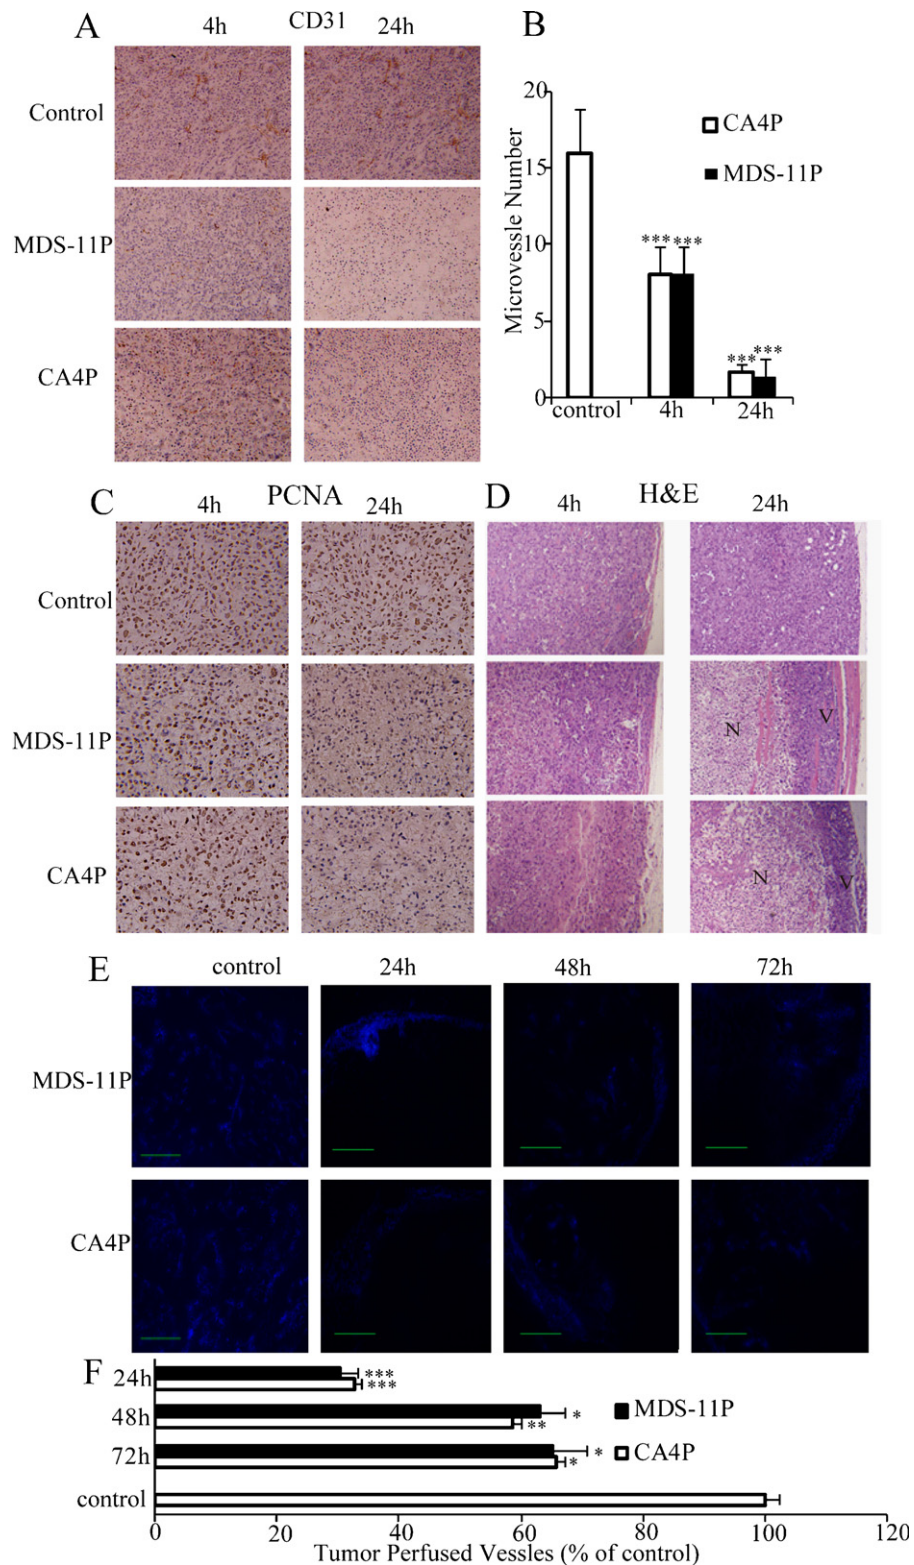 A
CD31
4h
24h
Control
MDS-11P
CA4P
B
20
15
10
5
0
Microvessle Number
CA4P
MDS-11P
***
***
***
***
control
4h
24h
C
PCNA
4h
24h
Control
MDS-11P
CA4P
D
H&E
4h
24h
N
V
N
V
E
control
24h
48h
72h
MDS-11P
CA4P
F
24h
***
***
48h
*
**
72h
*
*
control
MDS-11P
CA4P
0
20
40
60
80
100
120
Tumor Perfused Vessles (% of control)